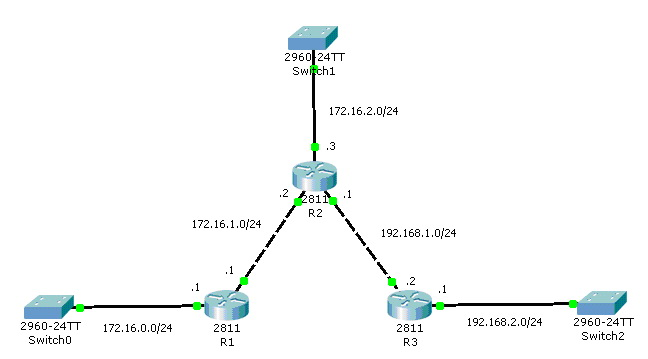 2960-24TT
Switch1
172.16.2.0/24
.3
.2
2811
.1
R2
172.16.1.0/24
192.168.1.0/24
.1
.1
.2
.1
2960-24TT
Switch0
172.16.0.0/24
2811
R1
2811
R3
192.168.2.0/24
2960-24TT
Switch2